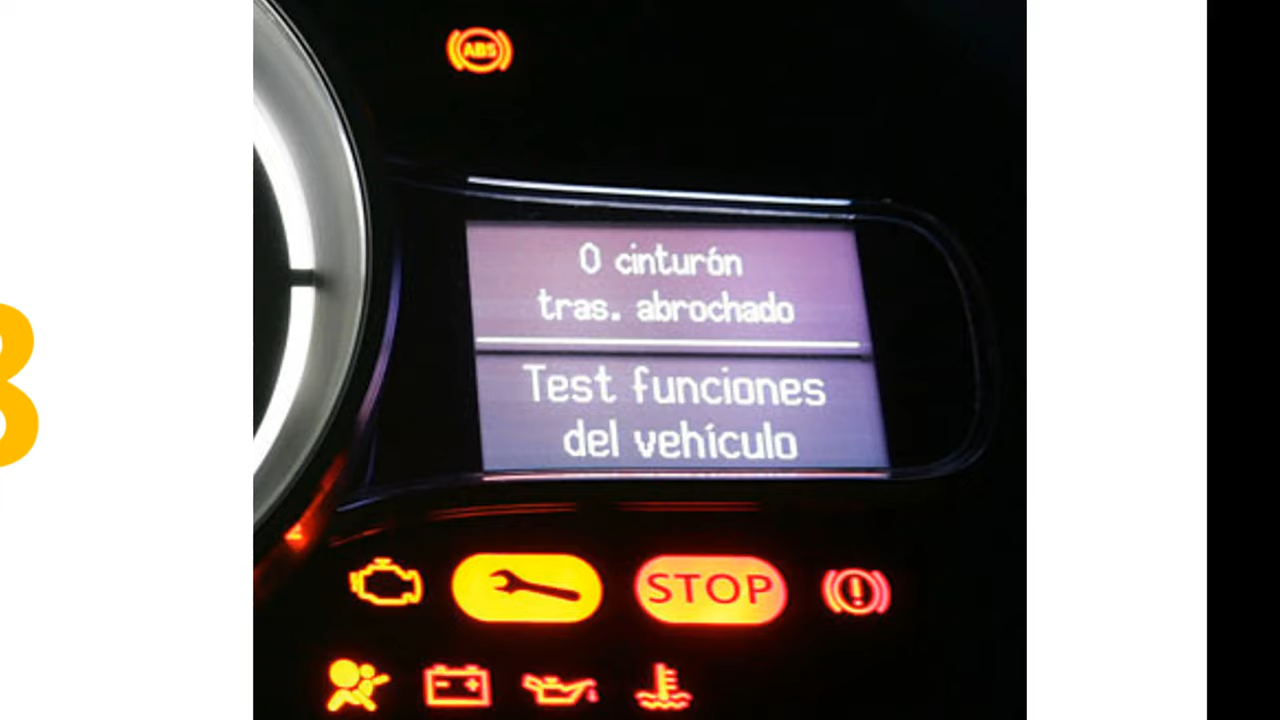 ABS
0 cinturón
tras. abrochado
Test funciones
del vehículo
STOP